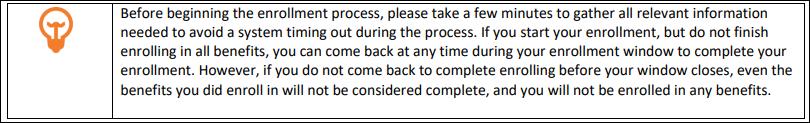 Before beginning the enrollment process, please take a few minutes to gather all relevant information
needed to avoid a system timing out during the process. If you start your enrollment, but do not finish
enrolling in all benefits, you can come back at any time during your enrollment window to complete your
enrollment. However, if you do not come back to complete enrolling before your window closes, even the
benefits you did enroll in will not be considered complete, and you will not be enrolled in any benefits.